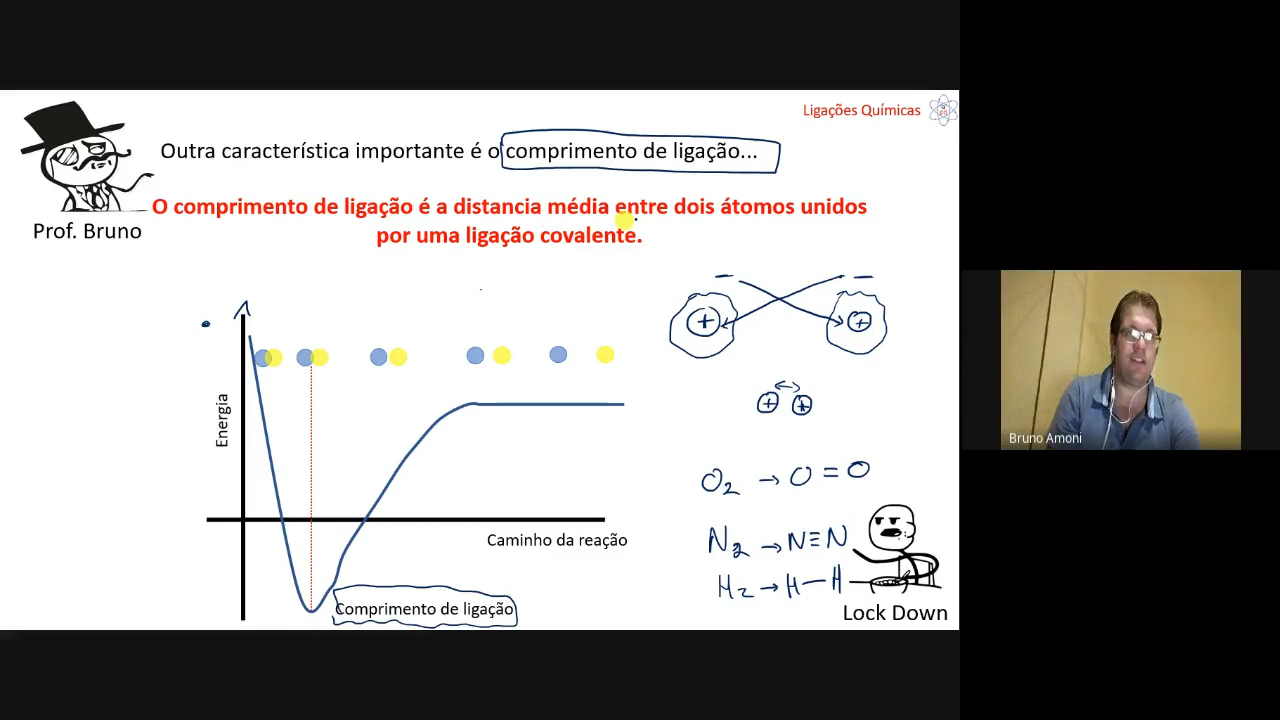 Ligações Químicas
Outra característica importante é o comprimento de ligação...
O comprimento de ligação é a distancia média entre dois átomos unidos
por uma ligação covalente.
Prof. Bruno
Energia
Caminho da reação
Comprimento de ligação
− −
+ +
+ +
O₂ → O = O
N₂ → N≡N
H₂ → H—H
Lock Down
Bruno Amoni